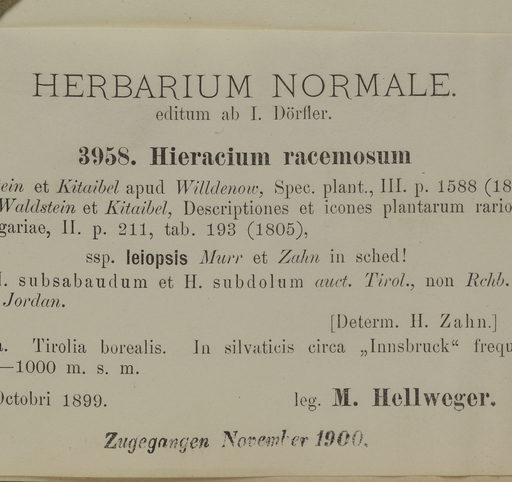 HERBARIUM NORMALE.
editum ab I. Dörfler.
3958. Hieracium racemosum
ein et Kitaibel apud Willdenow, Spec. plant., III. p. 1588 (18
Waldstein et Kitaibel, Descriptiones et icones plantarum rario
gariae, II. p. 211, tab. 193 (1805),
ssp. leiopsis Murr et Zahn in sched!
I. subsabaudum et H. subdolum auct. Tirol., non Rchb.
Jordan.
[Determ. H. Zahn.]
a. Tirolia borealis. In silvaticis circa „Innsbruck“ frequ
—1000 m. s. m.
Octobri 1899. leg. M. Hellweger.
Zugegangen November 1900.